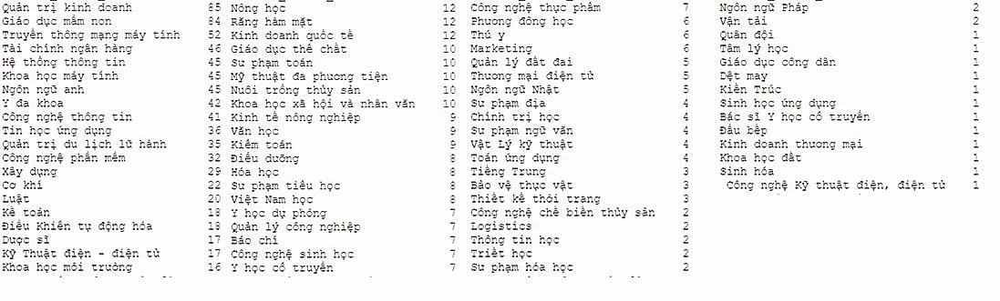 Quản trị kinh doanh 85
Giáo dục mầm non 84
Truyền thông mạng máy tính 52
Tài chính ngân hàng 46
Hệ thống thông tin 45
Khoa học máy tính 45
Ngôn ngữ anh 45
Y đa khoa 42
Công nghệ thông tin 41
Tin học ứng dụng 36
Quản trị du lịch lữ hành 35
Công nghệ phần mềm 32
Xây dựng 29
Cơ khí 22
Luật 20
Kế toán 18
Điều Khiển tự động hóa 18
Dược sĩ 17
Kỹ Thuật điện - điện tử 17
Khoa học môi trường 16
Nông học 12
Răng hàm mặt 12
Kinh doanh quốc tế 12
Giáo dục thể chất 10
Sư phạm toán 10
Mỹ thuật đa phương tiện 10
Nuôi trồng thủy sản 10
Khoa học xã hội và nhân văn 10
Kinh tế nông nghiệp 9
Văn học 9
Kiểm toán 9
Điều dưỡng 8
Hóa học 8
Sư phạm tiểu học 8
Việt Nam học 8
Y học dự phòng 7
Quản lý công nghiệp 7
Báo chí 7
Công nghệ sinh học 7
Y học cổ truyền 7
Công nghệ thực phẩm 7
Phương đông học 6
Thú y 6
Marketing 6
Quản lý đất đai 5
Thương mại điện tử 5
Ngôn ngữ Nhật 5
Sư phạm địa 4
Chính trị học 4
Sư phạm ngữ văn 4
Vật Lý kỹ thuật 4
Toán ứng dụng 4
Tiếng Trung 3
Bảo vệ thực vật 3
Thiết kế thời trang 3
Công nghệ chế biến thủy sản 2
Logistics 2
Thông tin học 2
Triết học 2
Sư phạm hóa học 2
Ngôn ngữ Pháp 2
Vận tải 2
Quân đội 1
Tâm lý học 1
Giáo dục công dân 1
Dệt may 1
Kiến Trúc 1
Sinh học ứng dụng 1
Bác sĩ Y học cổ truyền 1
Đầu bếp 1
Kinh doanh thương mại 1
Khoa học đất 1
Sinh hóa 1
Công nghệ Kỹ thuật điện, điện tử 1